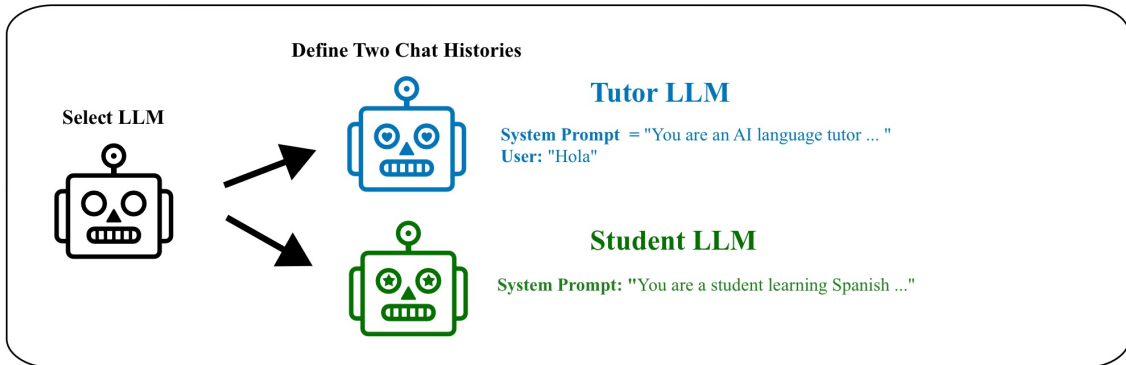 Define Two Chat Histories
Select LLM
Tutor LLM
System Prompt = "You are an AI language tutor ... "
User: "Hola"
Student LLM
System Prompt: "You are a student learning Spanish ..."